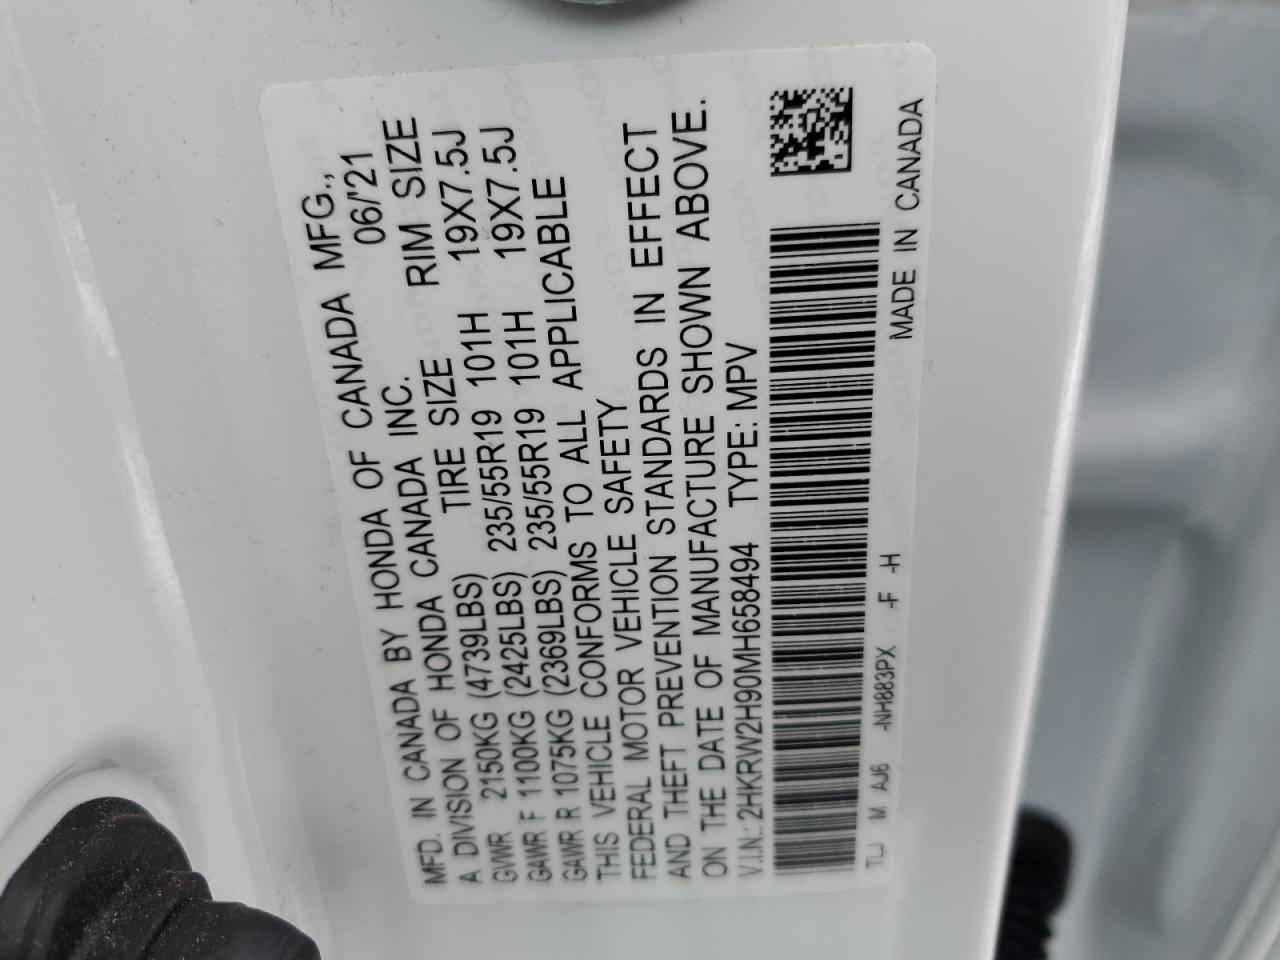 MFD. IN CANADA BY HONDA OF CANADA MFG.,
A DIVISION OF HONDA CANADA INC. 06/'21
TIRE SIZE RIM SIZE
GVWR 2150KG (4739LBS)
GAWR F 1100KG (2425LBS) 235/55R19 101H 19X7.5J
GAWR R 1075KG (2369LBS) 235/55R19 101H 19X7.5J
THIS VEHICLE CONFORMS TO ALL APPLICABLE
FEDERAL MOTOR VEHICLE SAFETY
AND THEFT PREVENTION STANDARDS IN EFFECT
ON THE DATE OF MANUFACTURE SHOWN ABOVE.
V.I.N.: 2HKRW2H90MH658494 TYPE: MPV
TLJ M AJ6 -NH883PX -F -H
MADE IN CANADA